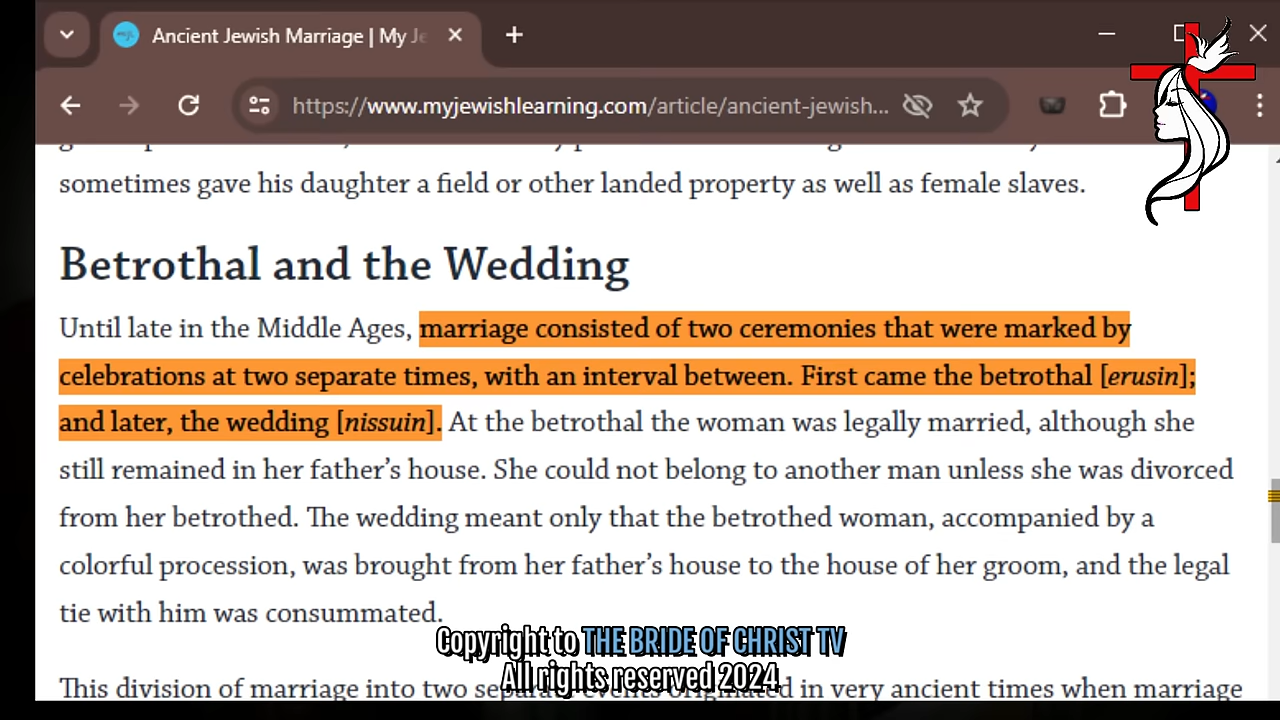 Ancient Jewish Marriage | My Je
https://www.myjewishlearning.com/article/ancient-jewish...
sometimes gave his daughter a field or other landed property as well as female slaves.
Betrothal and the Wedding
Until late in the Middle Ages, marriage consisted of two ceremonies that were marked by
celebrations at two separate times, with an interval between. First came the betrothal [erusin];
and later, the wedding [nissuin]. At the betrothal the woman was legally married, although she
still remained in her father’s house. She could not belong to another man unless she was divorced
from her betrothed. The wedding meant only that the betrothed woman, accompanied by a
colorful procession, was brought from her father’s house to the house of her groom, and the legal
tie with him was consummated.
Copyright to THE BRIDE OF CHRIST TV
All rights reserved 2024
This division of marriage into two events in very ancient times when marriage